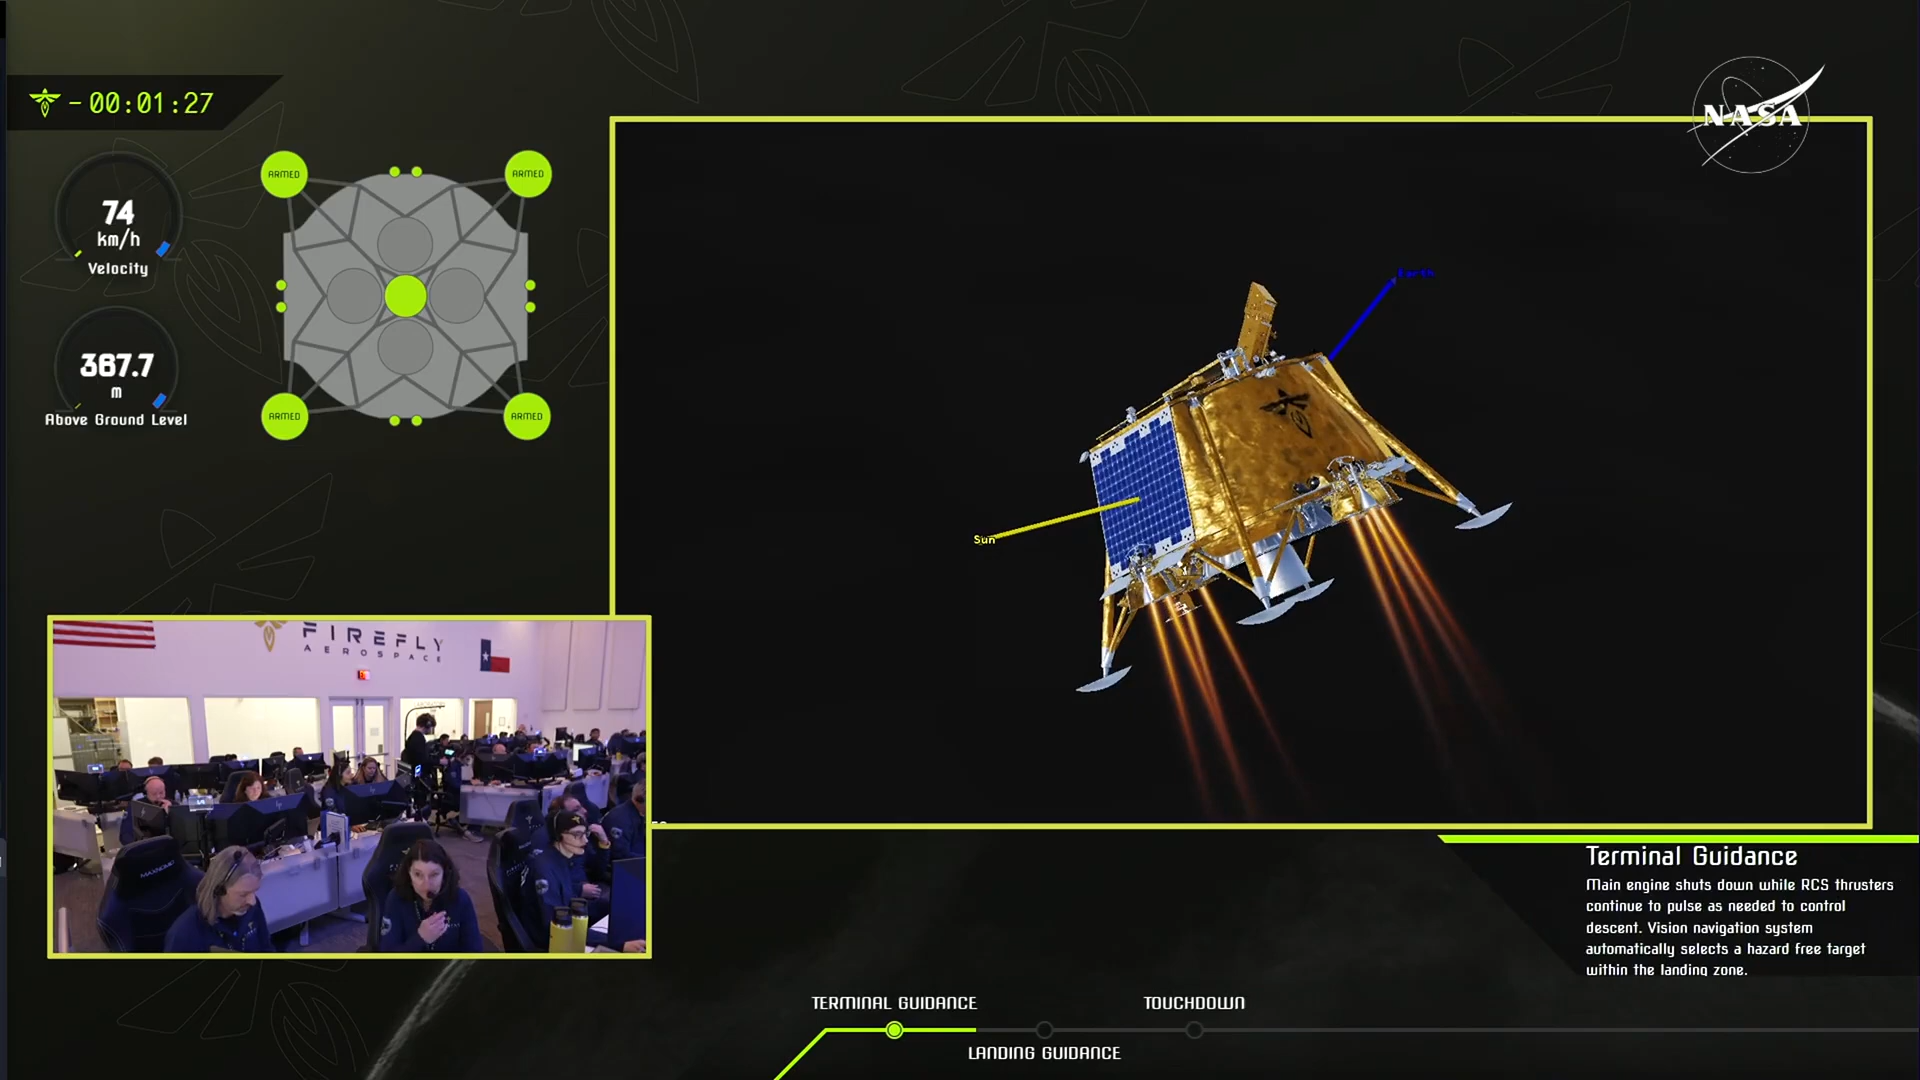 - 00:01:27
NASA
74
km/h
Velocity
367.7
m
Above Ground Level
ARMED
ARMED
ARMED
ARMED
Earth
Sun
FIREFLY
AEROSPACE
MAXNOMIC
Terminal Guidance
Main engine shuts down while RCS thrusters
continue to pulse as needed to control
descent. Vision navigation system
automatically selects a hazard free target
within the landing zone.
TERMINAL GUIDANCE
TOUCHDOWN
LANDING GUIDANCE